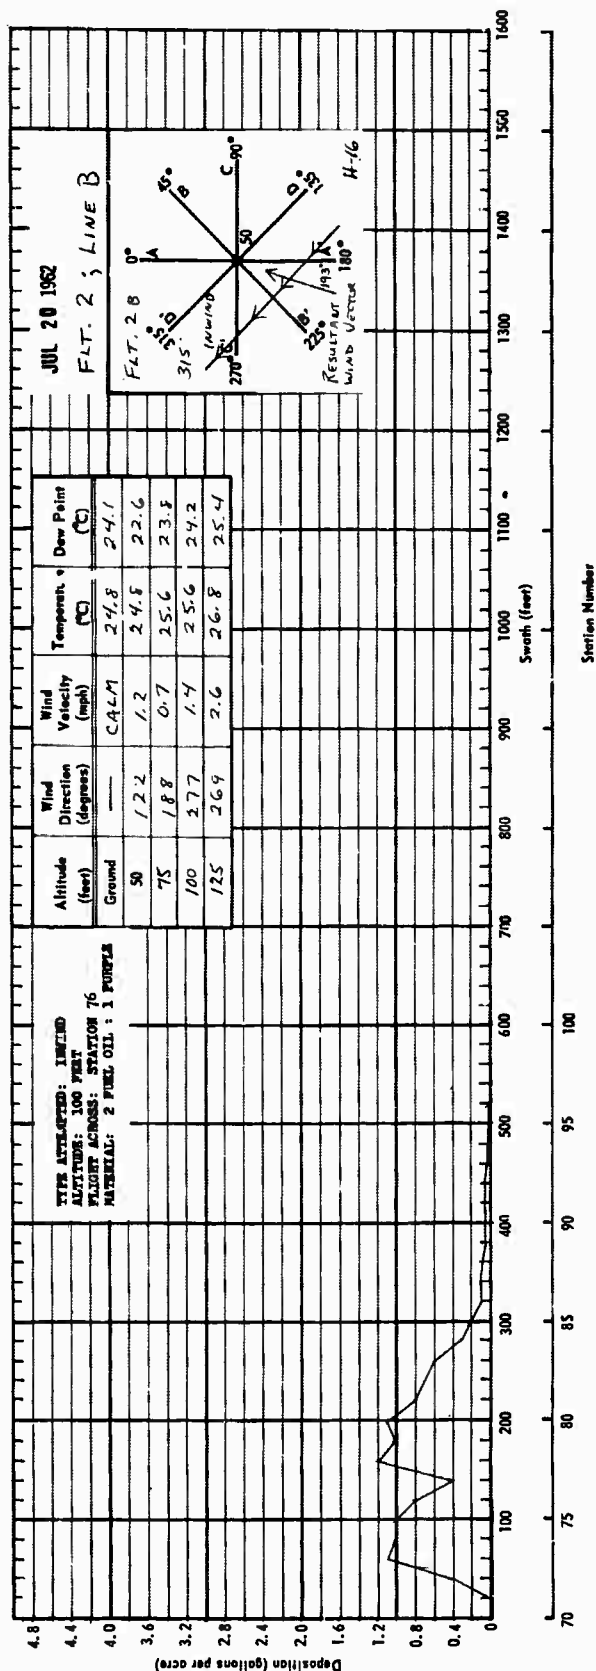 JUL 20 1962
FLT. 2 ; LINE B
TYPE ATTEMPTED: INWIND
ALTITUDE: 100 FEET
FLIGHT ACROSS: STATION 76
MATERIAL: 2 FUEL OIL : 1 PURPLE
Altitude (feet) Wind Direction (degrees) Wind Velocity (mph) Temperatu • (°C) Dew Point (°C)
Ground — CALM 24.8 24.1
50 122 1.2 24.8 22.6
75 188 0.7 25.6 23.8
100 277 1.4 25.6 24.2
125 269 2.6 26.8 25.4
FLT. 2B
315°
INWIND
0°
A
45°
B
C
90°
D
135°
180°
A'
193°
225°
B'
270°
C'
315°
D'
50
RESULTANT
WIND VECTOR
H-16
Deposition (gallons per acre)
4.8
4.4
4.0
3.6
3.2
2.8
2.4
2.0
1.6
1.2
0.8
0.4
0
100 200 300 400 500 600 700 800 900 1000 1100 1200 1300 1400 1500 1600
Swath (feet)
70 75 80 85 90 95 100
Station Number